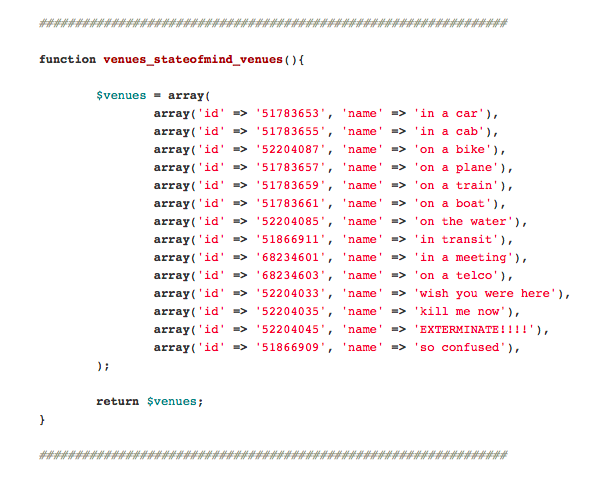 #################################################################
function venues_stateofmind_venues(){
$venues = array(
array('id' => '51783653', 'name' => 'in a car'),
array('id' => '51783655', 'name' => 'in a cab'),
array('id' => '52204087', 'name' => 'on a bike'),
array('id' => '51783657', 'name' => 'on a plane'),
array('id' => '51783659', 'name' => 'on a train'),
array('id' => '51783661', 'name' => 'on a boat'),
array('id' => '52204085', 'name' => 'on the water'),
array('id' => '51866911', 'name' => 'in transit'),
array('id' => '68234601', 'name' => 'in a meeting'),
array('id' => '68234603', 'name' => 'on a telco'),
array('id' => '52204033', 'name' => 'wish you were here'),
array('id' => '52204035', 'name' => 'kill me now'),
array('id' => '52204045', 'name' => 'EXTERMINATE!!!!'),
array('id' => '51866909', 'name' => 'so confused'),
);
return $venues;
}
#################################################################